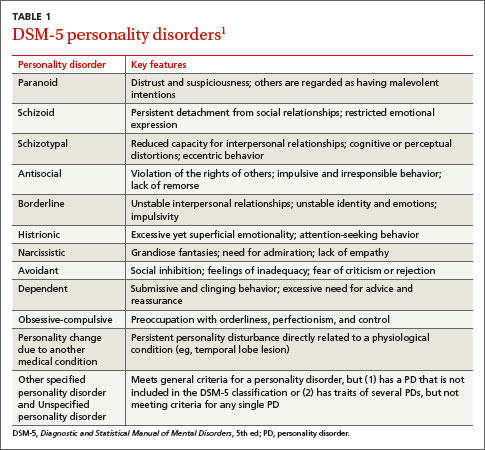 TABLE 1
DSM-5 personality disorders1
Personality disorder Key features
Paranoid Distrust and suspiciousness; others are regarded as having malevolent
intentions
Schizoid Persistent detachment from social relationships; restricted emotional
expression
Schizotypal Reduced capacity for interpersonal relationships; cognitive or perceptual
distortions; eccentric behavior
Antisocial Violation of the rights of others; impulsive and irresponsible behavior;
lack of remorse
Borderline Unstable interpersonal relationships; unstable identity and emotions;
impulsivity
Histrionic Excessive yet superficial emotionality; attention-seeking behavior
Narcissistic Grandiose fantasies; need for admiration; lack of empathy
Avoidant Social inhibition; feelings of inadequacy; fear of criticism or rejection
Dependent Submissive and clinging behavior; excessive need for advice and
reassurance
Obsessive-compulsive Preoccupation with orderliness, perfectionism, and control
Personality change Persistent personality disturbance directly related to a physiological
due to another condition (eg, temporal lobe lesion)
medical condition
Other specified Meets general criteria for a personality disorder, but (1) has a PD that is not
personality disorder included in the DSM-5 classification or (2) has traits of several PDs, but not
and Unspecified meeting criteria for any single PD
personality disorder
DSM-5, Diagnostic and Statistical Manual of Mental Disorders, 5th ed; PD, personality disorder.